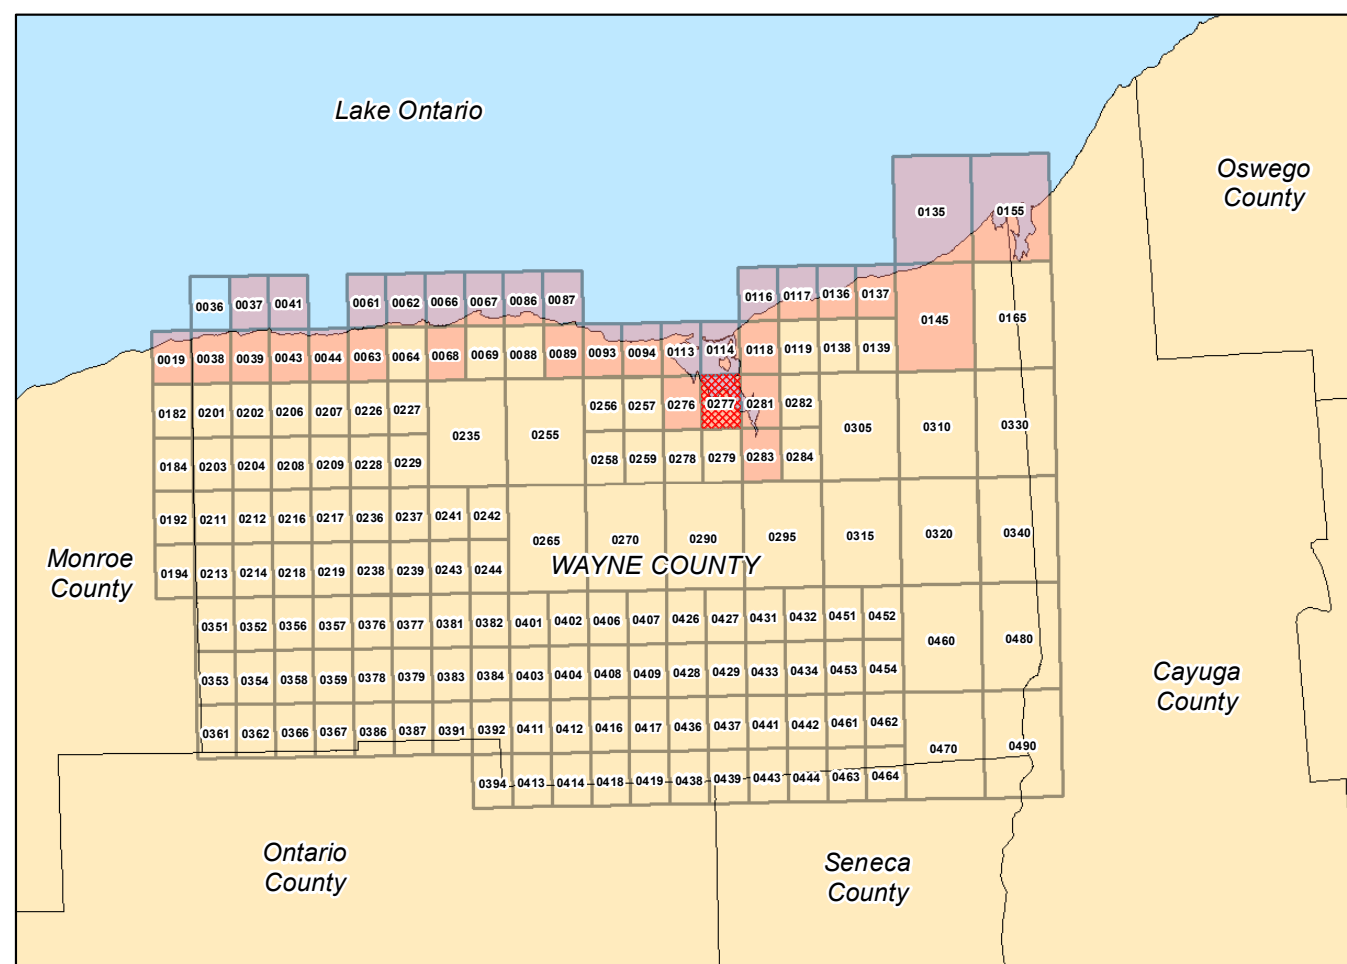 Lake Ontario
Oswego
County
0135 0155
0036 0037 0041 0061 0062 0066 0067 0086 0087 0116 0117 0136 0137
0145 0165
0019 0038 0039 0043 0044 0063 0064 0068 0069 0088 0089 0093 0094 0113 0114 0118 0119 0138 0139
0182 0201 0202 0206 0207 0226 0227 0256 0257 0276 0277 0281 0282
0235 0255 0305 0310 0330
0184 0203 0204 0208 0209 0228 0229 0258 0259 0278 0279 0283 0284
0192 0211 0212 0216 0217 0236 0237 0241 0242
0265 0270 0290 0295 0315 0320 0340
Monroe
County
WAYNE COUNTY
0194 0213 0214 0218 0219 0238 0239 0243 0244
0351 0352 0356 0357 0376 0377 0381 0382 0401 0402 0406 0407 0426 0427 0431 0432 0451 0452
0460 0480
0353 0354 0358 0359 0378 0379 0383 0384 0403 0404 0408 0409 0428 0429 0433 0434 0453 0454
Cayuga
County
0361 0362 0366 0367 0386 0387 0391 0392 0411 0412 0416 0417 0436 0437 0441 0442 0461 0462
0470 0490
0394 0413 0414 0418 0419 0438 0439 0443 0444 0463 0464
Ontario
County
Seneca
County